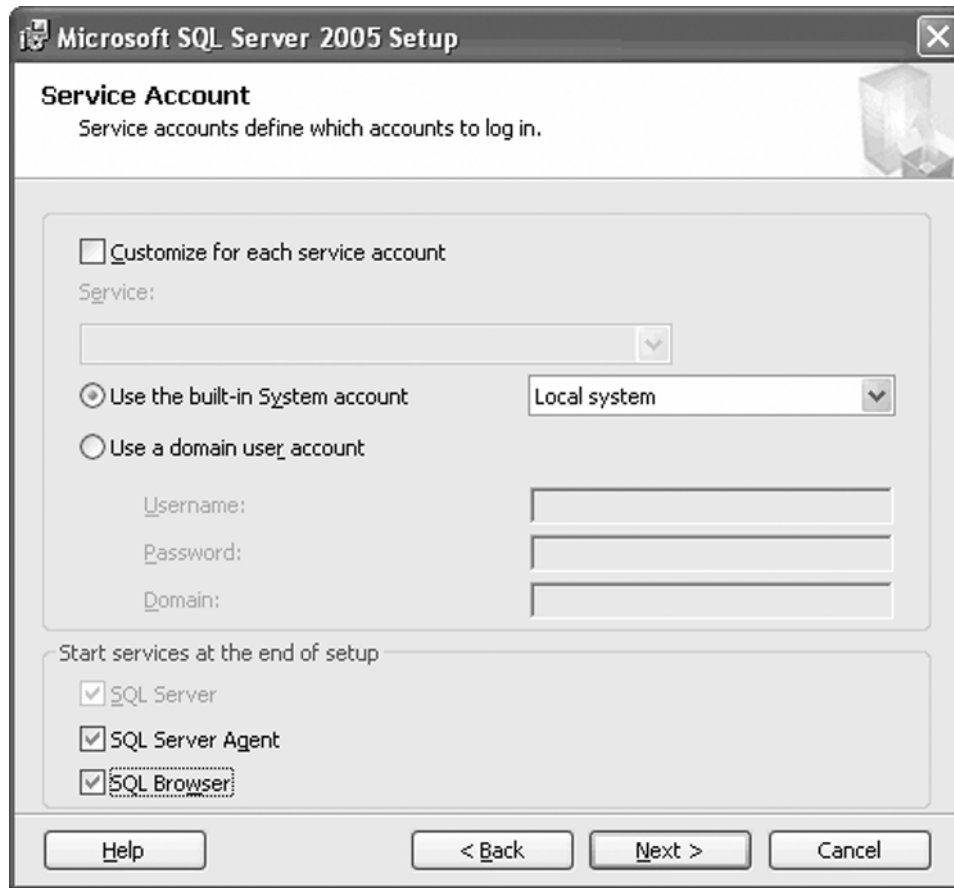 Microsoft SQL Server 2005 Setup
Service Account
Service accounts define which accounts to log in.
Customize for each service account
Service:
Use the built-in System account Local system
Use a domain user account
Username:
Password:
Domain:
Start services at the end of setup
SQL Server
SQL Server Agent
SQL Browser
Help < Back Next > Cancel